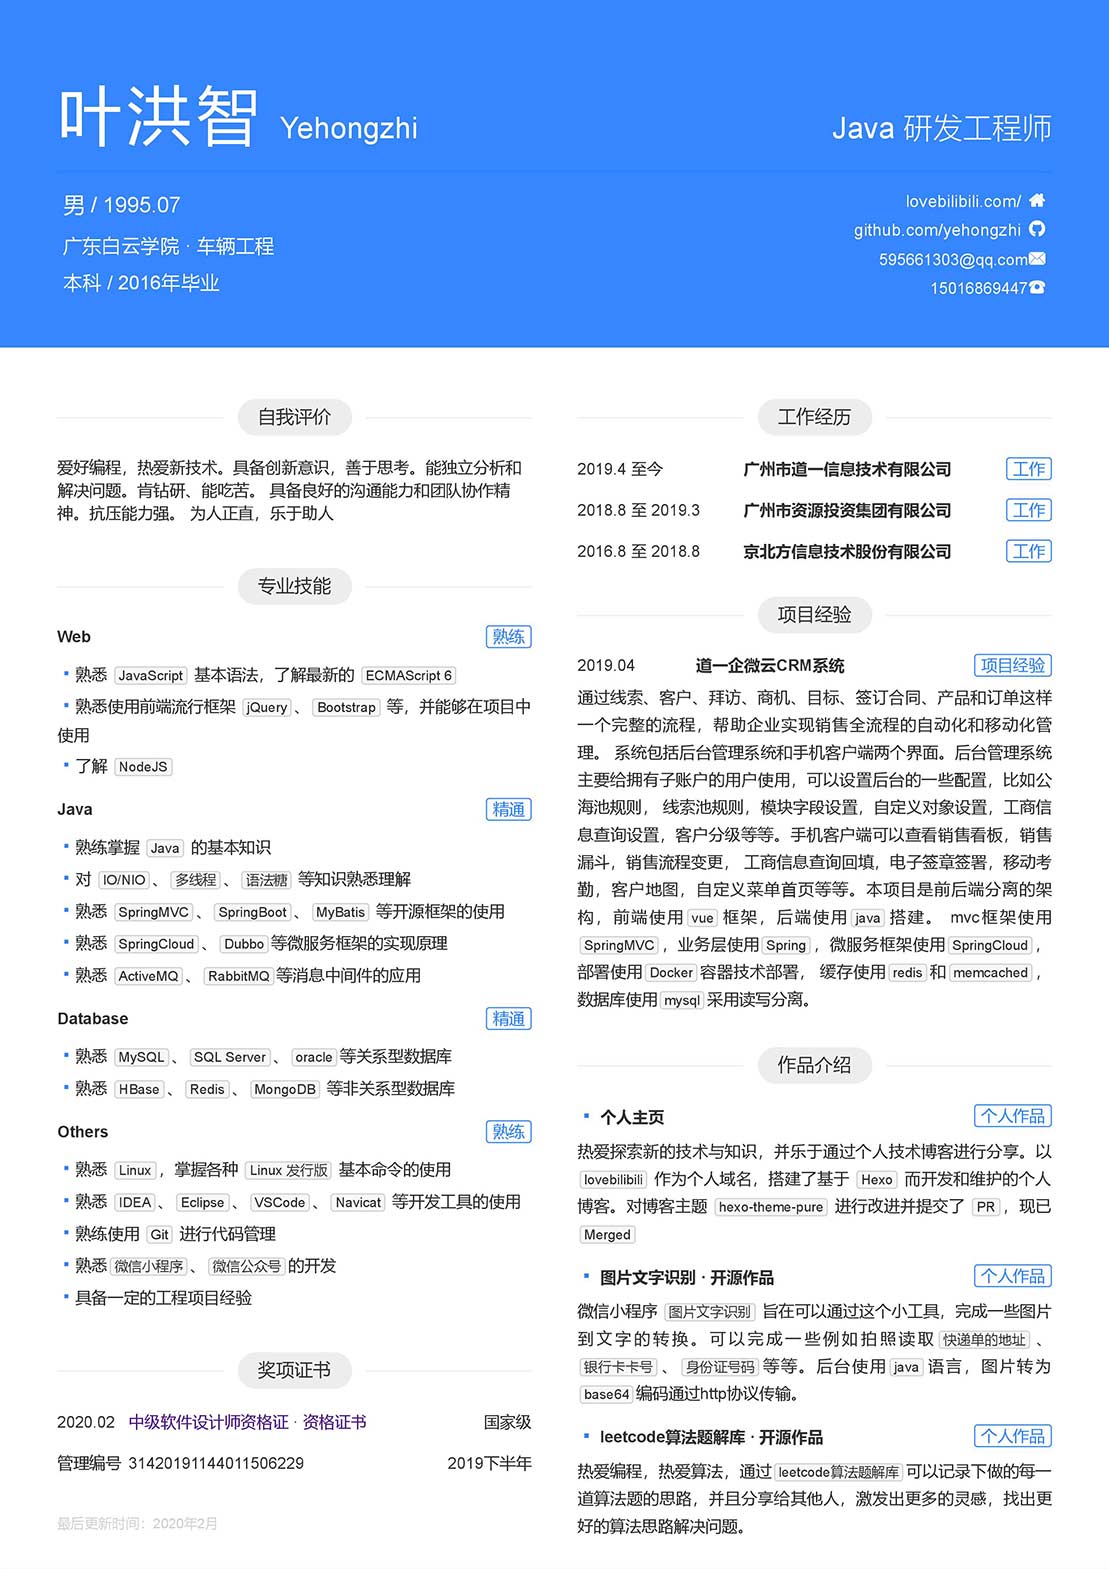 叶洪智 Yehongzhi
Java 研发工程师
男 / 1995.07
广东白云学院 · 车辆工程
本科 / 2016年毕业
lovebilibili.com/
github.com/yehongzhi
595661303@qq.com
15016869447
自我评价
爱好编程，热爱新技术。具备创新意识，善于思考。能独立分析和
解决问题。肯钻研、能吃苦。 具备良好的沟通能力和团队协作精
神。抗压能力强。 为人正直，乐于助人
专业技能
Web 熟练
熟悉 JavaScript 基本语法，了解最新的 ECMAScript 6
熟悉使用前端流行框架 jQuery 、 Bootstrap 等，并能够在项目中
使用
了解 NodeJS
Java 精通
熟练掌握 Java 的基本知识
对 IO/NIO 、 多线程 、 语法糖 等知识熟悉理解
熟悉 SpringMVC 、 SpringBoot 、 MyBatis 等开源框架的使用
熟悉 SpringCloud 、 Dubbo 等微服务框架的实现原理
熟悉 ActiveMQ 、 RabbitMQ 等消息中间件的应用
Database 精通
熟悉 MySQL 、 SQL Server 、 oracle 等关系型数据库
熟悉 HBase 、 Redis 、 MongoDB 等非关系型数据库
Others 熟练
熟悉 Linux ，掌握各种 Linux 发行版 基本命令的使用
熟悉 IDEA 、 Eclipse 、 VSCode 、 Navicat 等开发工具的使用
熟练使用 Git 进行代码管理
熟悉 微信小程序 、 微信公众号 的开发
具备一定的工程项目经验
奖项证书
2020.02 中级软件设计师资格证 · 资格证书 国家级
管理编号 31420191144011506229 2019下半年
最后更新时间：2020年2月
工作经历
2019.4 至今 广州市道一信息技术有限公司 工作
2018.8 至 2019.3 广州市资源投资集团有限公司 工作
2016.8 至 2018.8 京北方信息技术股份有限公司 工作
项目经验
2019.04 道一企微云CRM系统 项目经验
通过线索、客户、拜访、商机、目标、签订合同、产品和订单这样
一个完整的流程，帮助企业实现销售全流程的自动化和移动化管
理。 系统包括后台管理系统和手机客户端两个界面。后台管理系统
主要给拥有子账户的用户使用，可以设置后台的一些配置，比如公
海池规则， 线索池规则，模块字段设置，自定义对象设置，工商信
息查询设置，客户分级等等。手机客户端可以查看销售看板，销售
漏斗，销售流程变更， 工商信息查询回填，电子签章签署，移动考
勤，客户地图，自定义菜单首页等等。本项目是前后端分离的架
构，前端使用 vue 框架，后端使用 java 搭建。 mvc框架使用
SpringMVC ，业务层使用 Spring ，微服务框架使用 SpringCloud ，
部署使用 Docker 容器技术部署， 缓存使用 redis 和 memcached ，
数据库使用 mysql 采用读写分离。
作品介绍
个人主页 个人作品
热爱探索新的技术与知识，并乐于通过个人技术博客进行分享。以
lovebilibili 作为个人域名，搭建了基于 Hexo 而开发和维护的个人
博客。对博客主题 hexo-theme-pure 进行改进并提交了 PR ，现已
Merged
图片文字识别 · 开源作品 个人作品
微信小程序 图片文字识别 旨在可以通过这个小工具，完成一些图片
到文字的转换。可以完成一些例如拍照读取 快递单的地址 、
银行卡卡号 、 身份证号码 等等。后台使用 java 语言，图片转为
base64 编码通过http协议传输。
leetcode算法题解库 · 开源作品 个人作品
热爱编程，热爱算法，通过 leetcode算法题解库 可以记录下做的每一
道算法题的思路，并且分享给其他人，激发出更多的灵感，找出更
好的算法思路解决问题。